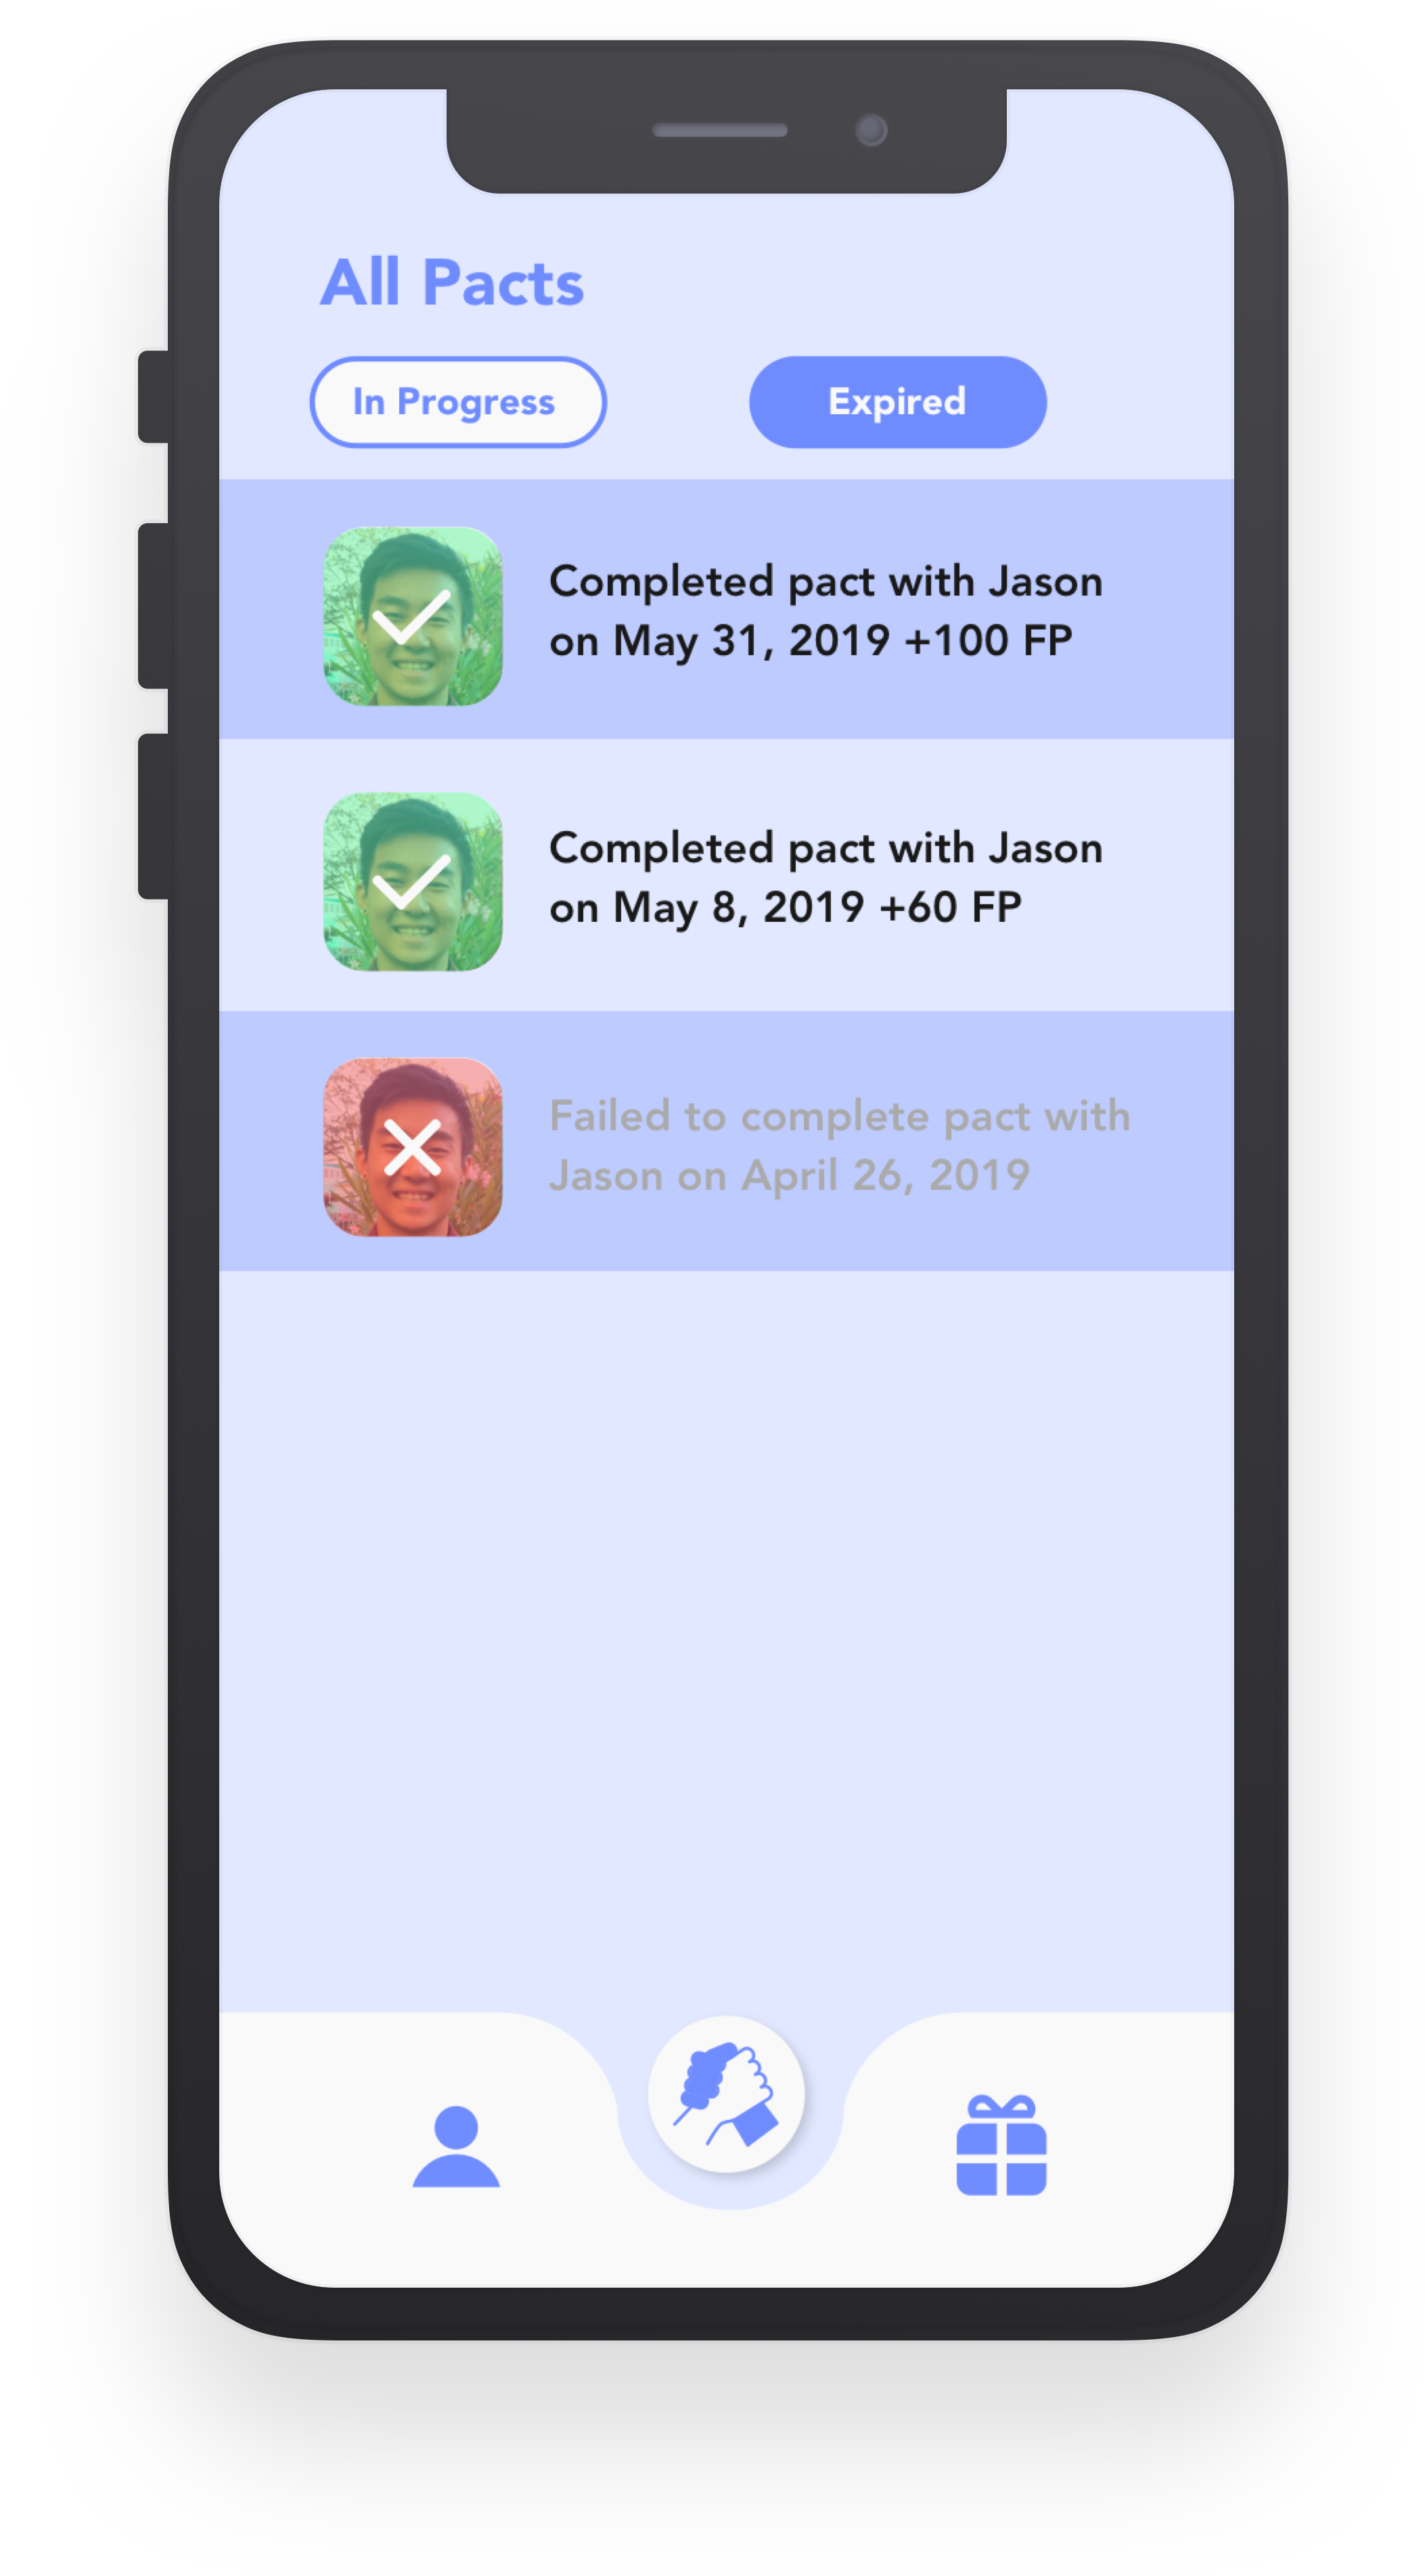 All Pacts
In Progress
Expired
Completed pact with Jason
on May 31, 2019 +100 FP
Completed pact with Jason
on May 8, 2019 +60 FP
Failed to complete pact with
Jason on April 26, 2019